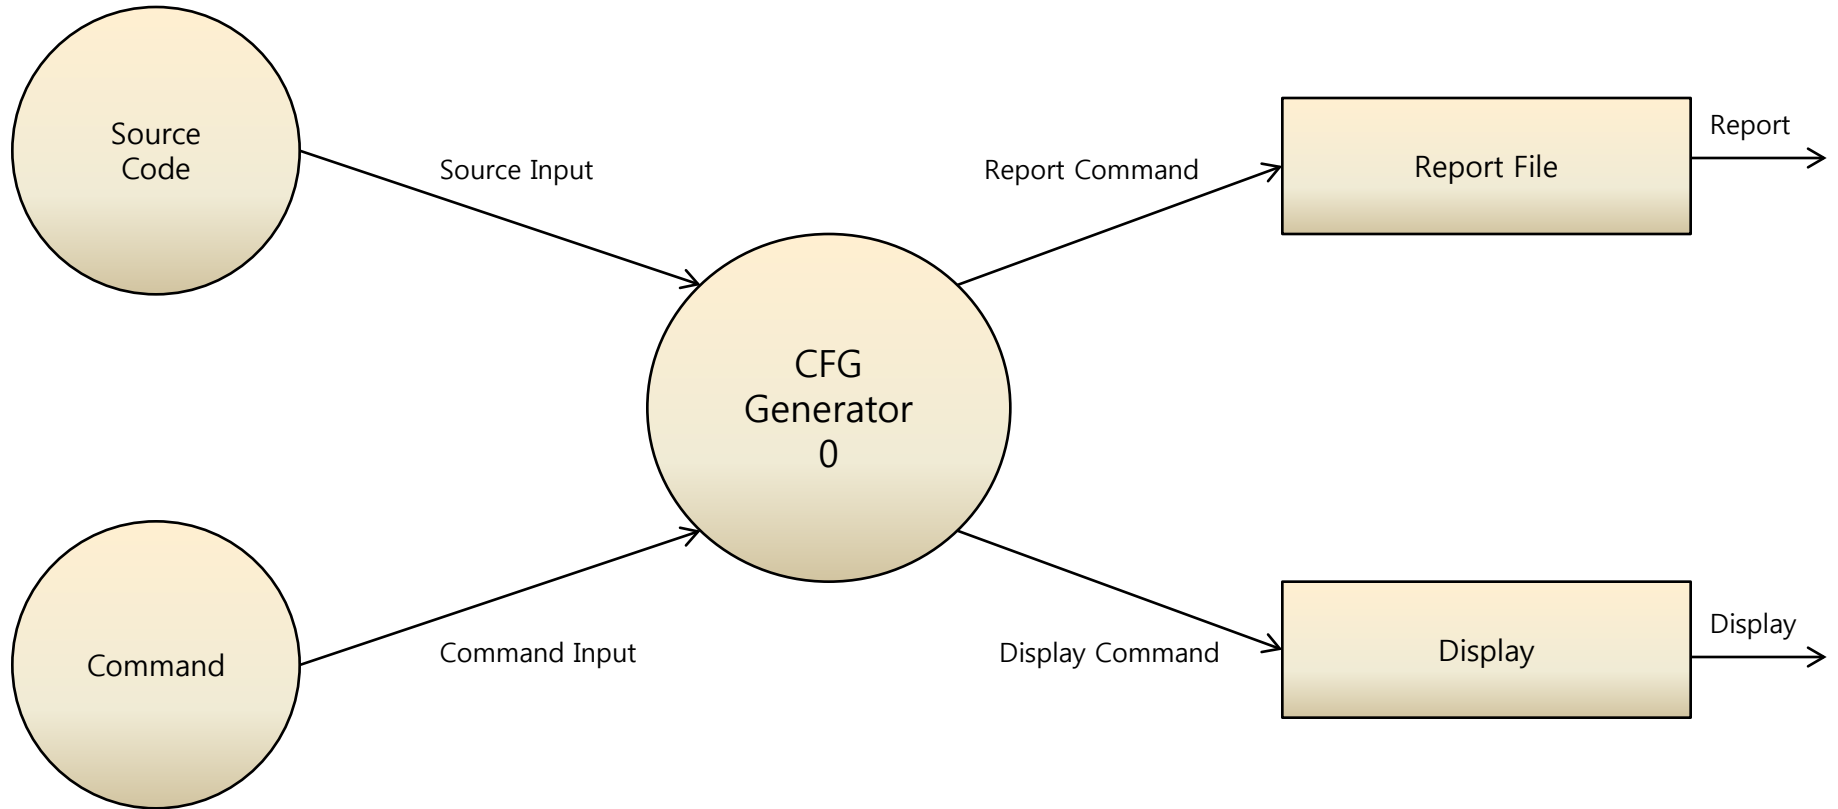 Source
Code
Source Input
Report Command
Report File
Report
CFG
Generator
0
Command
Command Input
Display Command
Display
Display